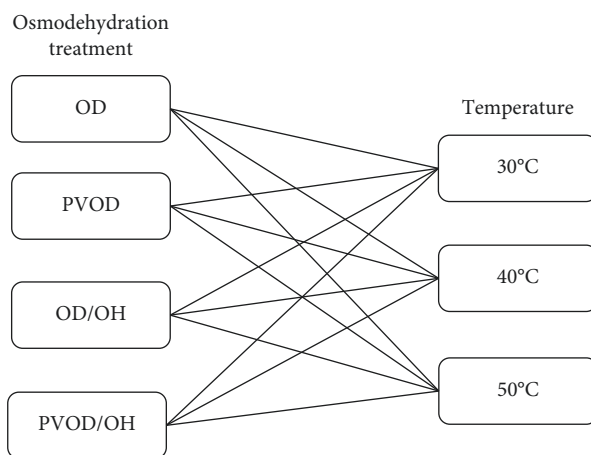 Osmodehydration
treatment
OD
PVOD
OD/OH
PVOD/OH
Temperature
30°C
40°C
50°C